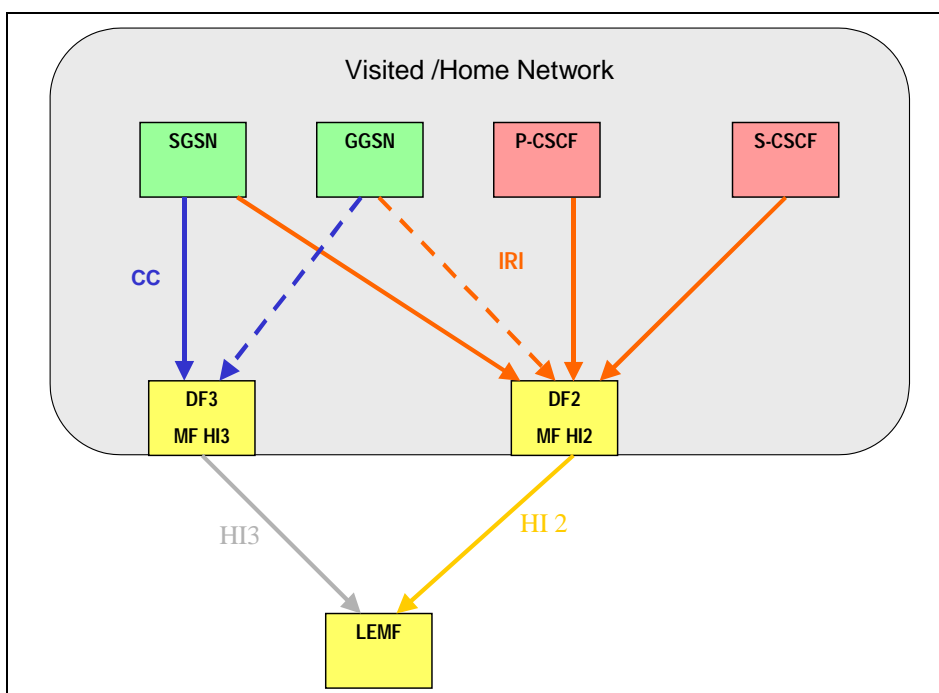 Visited /Home Network
SGSN
GGSN
P-CSCF
S-CSCF
CC
IRI
DF3
MF HI3
DF2
MF HI2
HI3
HI 2
LEMF